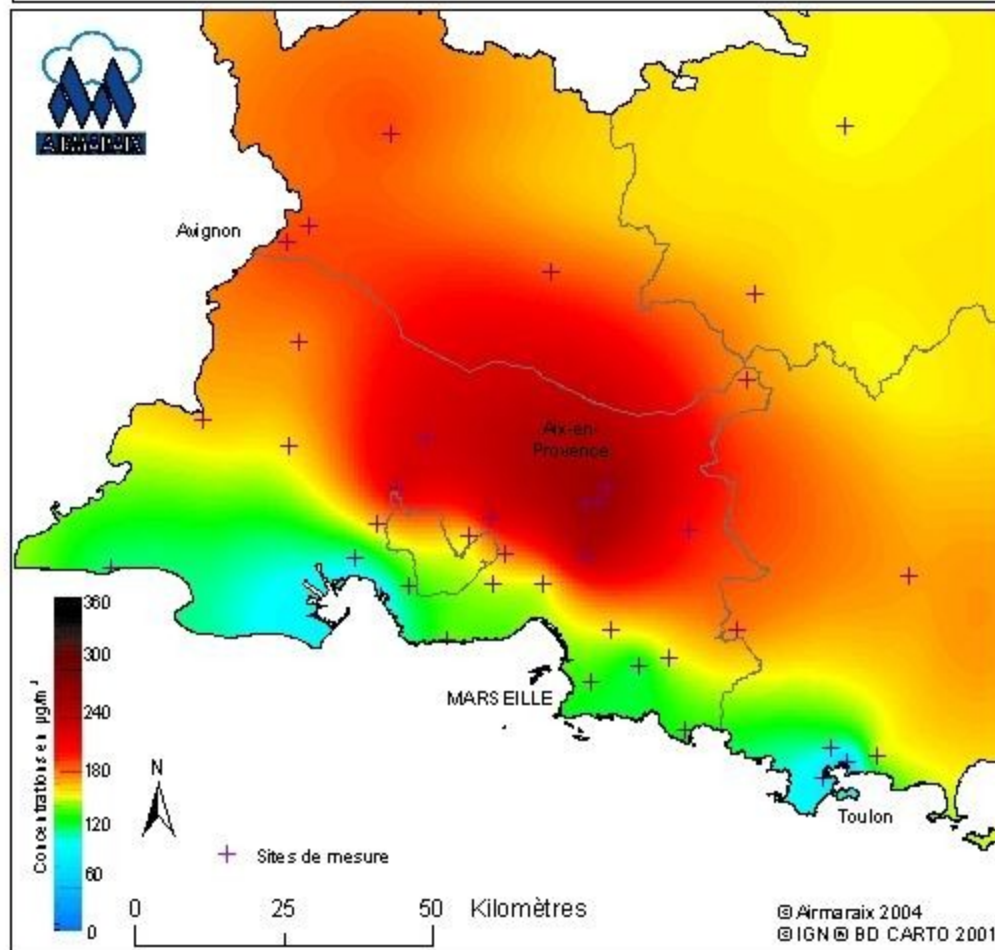 AIRMARAIX
Avignon
Aix-en-
Provence
MARSEILLE
Toulon
Concentrations en µg/m³
360
300
240
180
120
60
0
N
Sites de mesure
0 25 50 Kilomètres
© Airmaraix 2004
© IGN ® BD CARTO 2001